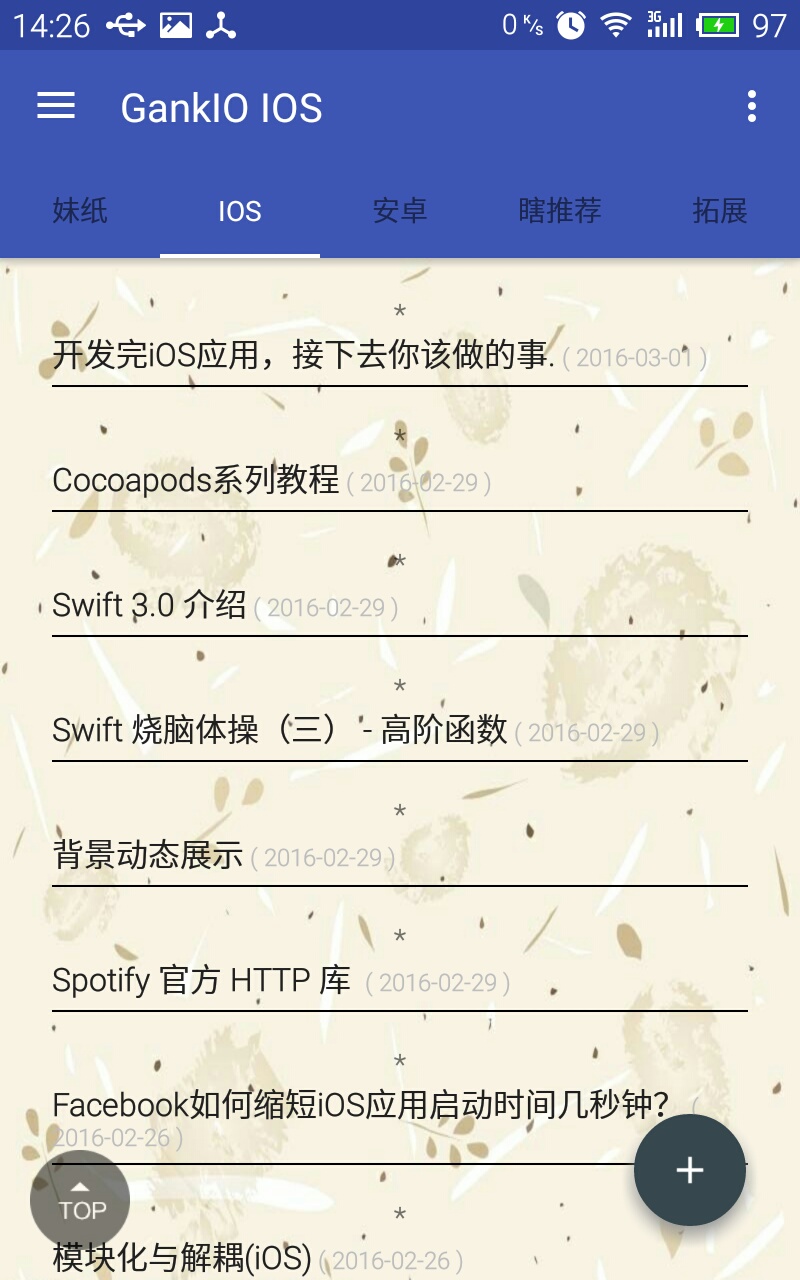 14:26 0 K/s 3G 97
GankIO IOS
妹纸 IOS 安卓 瞎推荐 拓展
*
开发完iOS应用，接下去你该做的事. ( 2016-03-01 )
*
Cocoapods系列教程 ( 2016-02-29 )
*
Swift 3.0 介绍 ( 2016-02-29 )
*
Swift 烧脑体操（三） - 高阶函数 ( 2016-02-29 )
*
背景动态展示 ( 2016-02-29 )
*
Spotify 官方 HTTP 库 ( 2016-02-29 )
*
Facebook如何缩短iOS应用启动时间几秒钟？ (
2016-02-26 )
TOP
*
模块化与解耦(iOS) ( 2016-02-26 )